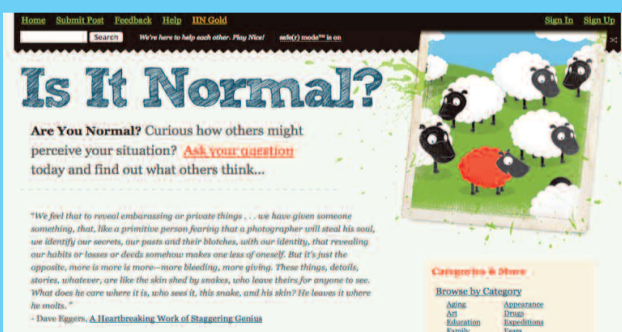 Home Submit Post Feedback Help IIN Gold Sign In Sign Up
Search We're here to help each other. Play Nice! safe(r) mode™ is on
Is It Normal?
Are You Normal? Curious how others might
perceive your situation? Ask your question
today and find out what others think...
"We feel that to reveal embarassing or private things . . . we have given someone
something, that, like a primitive person fearing that a photographer will steal his soul,
we identify our secrets, our pasts and their blotches, with our identity, that revealing
our habits or losses or deeds somehow makes one less of oneself. But it's just the
opposite, more is more is more—more bleeding, more giving. These things, details,
stories, whatever, are like the skin shed by snakes, who leave theirs for anyone to see.
What does he care where it is, who sees it, this snake, and his skin? He leaves it where
he molts. "
- Dave Eggers, A Heartbreaking Work of Staggering Genius
Categories & More
Browse by Category
Aging Appearance
Art Drugs
Education Expeditions
Family